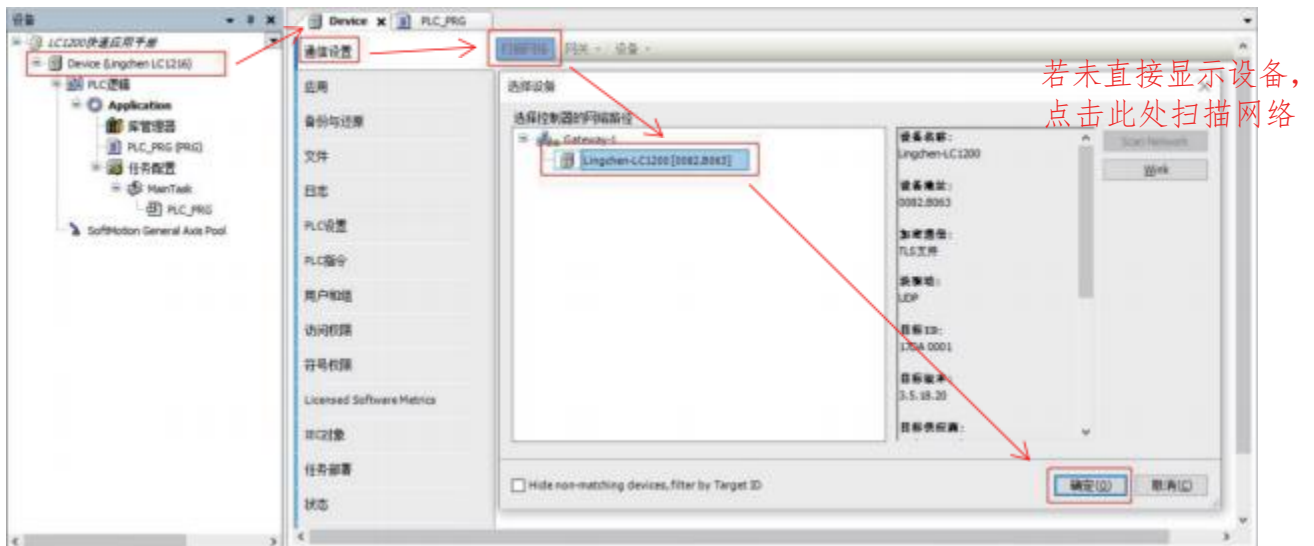 设备
LC1200快速应用手册
Device (Lingchen LC1216)
PLC逻辑
Application
库管理器
PLC_PRG (PRG)
任务配置
MainTask
PLC_PRG
SoftMotion General Axis Pool
Device
PLC_PRG
通信设置
应用
备份与还原
文件
日志
PLC设置
PLC指令
用户和组
访问权限
符号权限
Licensed Software Metrics
IEC对象
任务部署
状态
扫描网络 网关 设备
选择设备
选择控制器的网络路径
Gateway-1
Lingchen-LC1200 [0082.B063]
设备名称:
Lingchen-LC1200
设备地址:
0082.B063
加密通信:
TLS支持
块驱动:
UDP
目标ID:
17DA 0001
目标版本:
3.5.18.20
目标供应商:
Scan Network
Wink
若未直接显示设备，
点击此处扫描网络
Hide non-matching devices, filter by Target ID
确定(O) 取消(C)